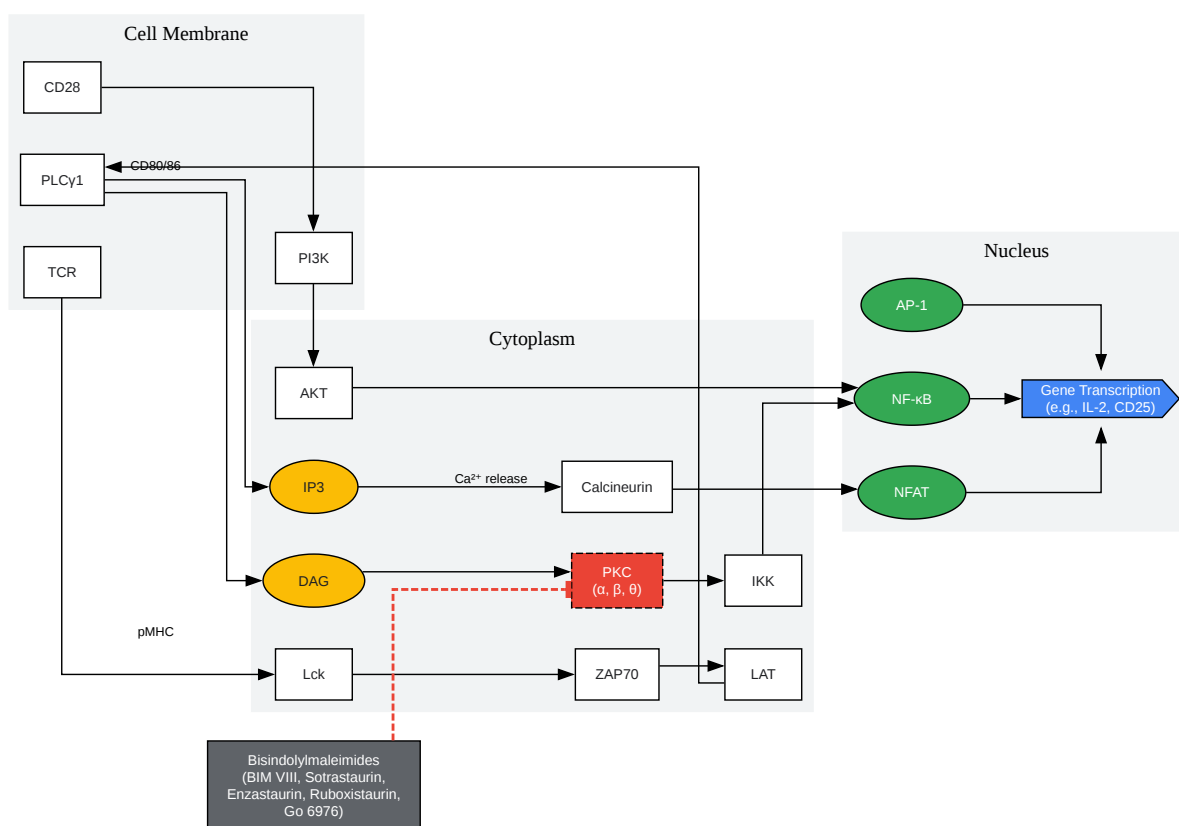 Cell Membrane
CD28
CD80/86
PLCγ1
TCR
PI3K
Nucleus
AP-1
Cytoplasm
AKT
NF-κB
Gene Transcription
(e.g., IL-2, CD25)
IP3
Ca²⁺ release
Calcineurin
NFAT
DAG
PKC
(α, β, θ)
IKK
pMHC
Lck
ZAP70
LAT
Bisindolylmaleimides
(BIM VIII, Sotrastaurin,
Enzastaurin, Ruboxistaurin,
Go 6976)